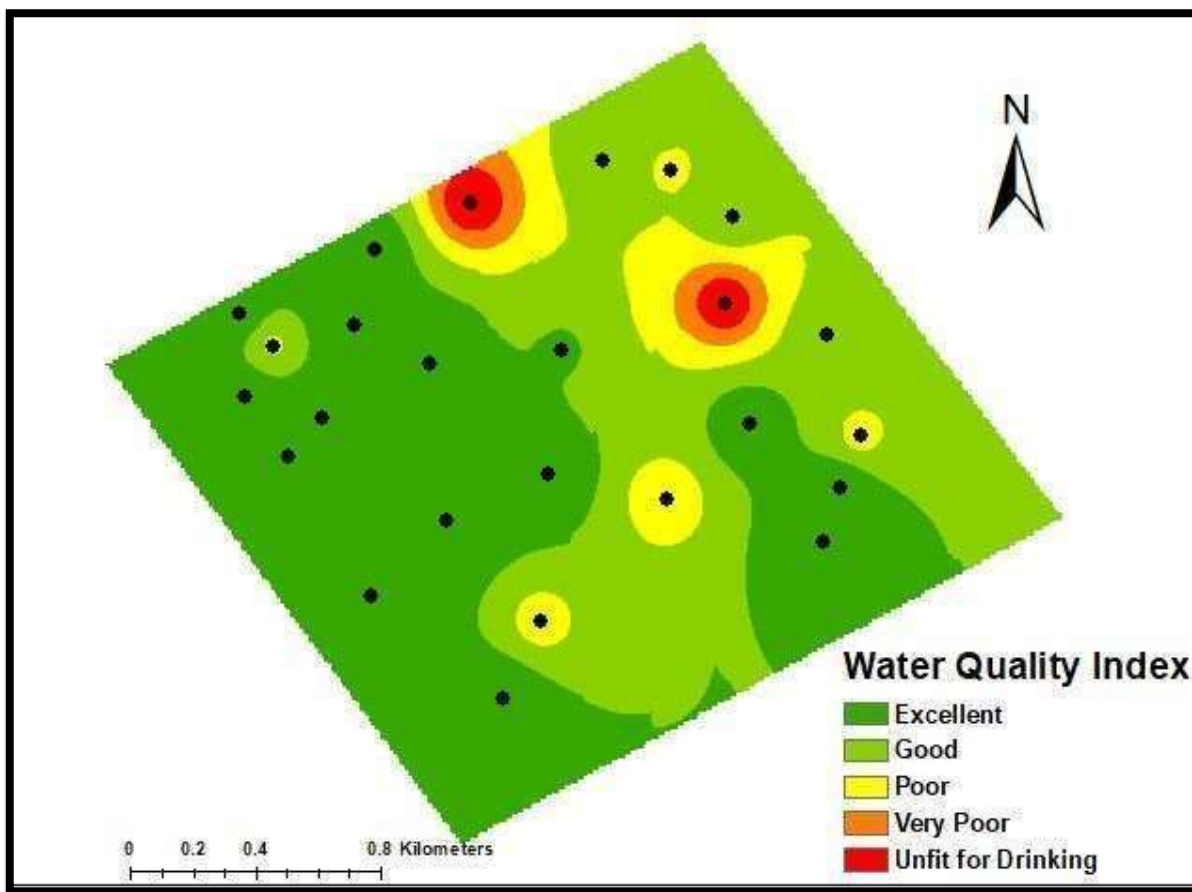 N
Water Quality Index
Excellent
Good
Poor
Very Poor
Unfit for Drinking
0 0.2 0.4 0.8 Kilometers